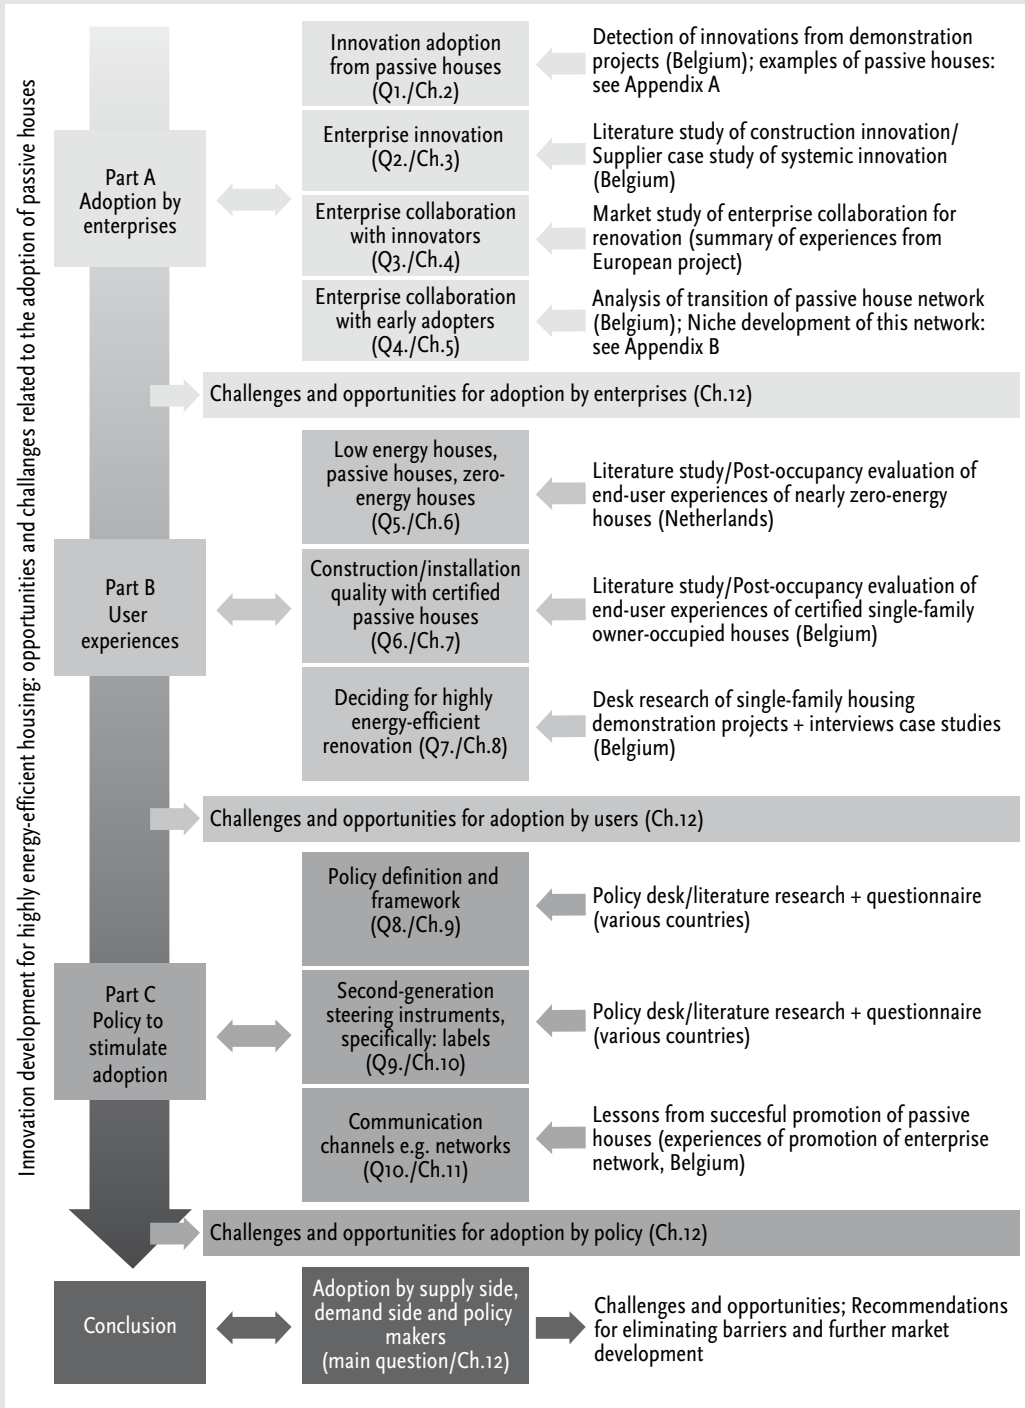 Innovation development for highly energy-efficient housing: opportunities and challanges related to the adoption of passive houses
Part A
Adoption by
enterprises
Innovation adoption
from passive houses
(Q1./Ch.2)
Detection of innovations from demonstration
projects (Belgium); examples of passive houses:
see Appendix A
Enterprise innovation
(Q2./Ch.3)
Literature study of construction innovation/
Supplier case study of systemic innovation
(Belgium)
Enterprise collaboration
with innovators
(Q3./Ch.4)
Market study of enterprise collaboration for
renovation (summary of experiences from
European project)
Enterprise collaboration
with early adopters
(Q4./Ch.5)
Analysis of transition of passive house network
(Belgium); Niche development of this network:
see Appendix B
Challenges and opportunities for adoption by enterprises (Ch.12)
Part B
User
experiences
Low energy houses,
passive houses, zero-
energy houses
(Q5./Ch.6)
Literature study/Post-occupancy evaluation of
end-user experiences of nearly zero-energy
houses (Netherlands)
Construction/installation
quality with certified
passive houses
(Q6./Ch.7)
Literature study/Post-occupancy evaluation of
end-user experiences of certified single-family
owner-occupied houses (Belgium)
Deciding for highly
energy-efficient
renovation (Q7./Ch.8)
Desk research of single-family housing
demonstration projects + interviews case studies
(Belgium)
Challenges and opportunities for adoption by users (Ch.12)
Part C
Policy to
stimulate
adoption
Policy definition and
framework
(Q8./Ch.9)
Policy desk/literature research + questionnaire
(various countries)
Second-generation
steering instruments,
specifically: labels
(Q9./Ch.10)
Policy desk/literature research + questionnaire
(various countries)
Communication
channels e.g. networks
(Q10./Ch.11)
Lessons from succesful promotion of passive
houses (experiences of promotion of enterprise
network, Belgium)
Challenges and opportunities for adoption by policy (Ch.12)
Conclusion
Adoption by supply side,
demand side and policy
makers
(main question/Ch.12)
Challenges and opportunities; Recommendations
for eliminating barriers and further market
development